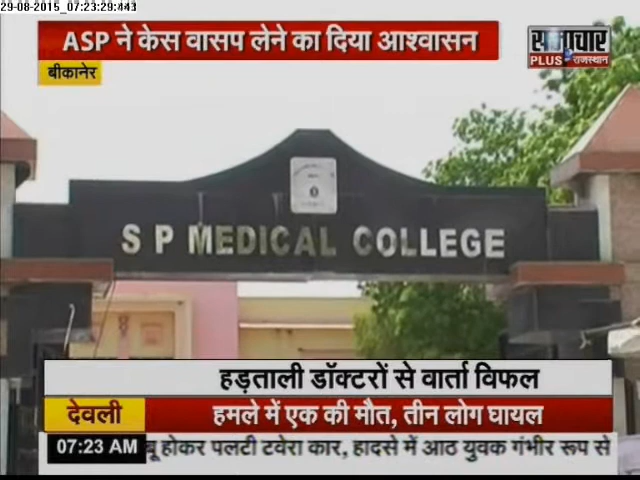 29-08-2015_07:23:29:443
ASP ने केस वासप लेने का दिया आश्वासन
समाचार
PLUS राजस्थान
बीकानेर
S P MEDICAL COLLEGE
हड़ताली डॉक्टरों से वार्ता विफल
देवली
हमले में एक की मौत, तीन लोग घायल
07:23 AM
बू होकर पलटी टवेरा कार, हादसे में आठ युवक गंभीर रूप से